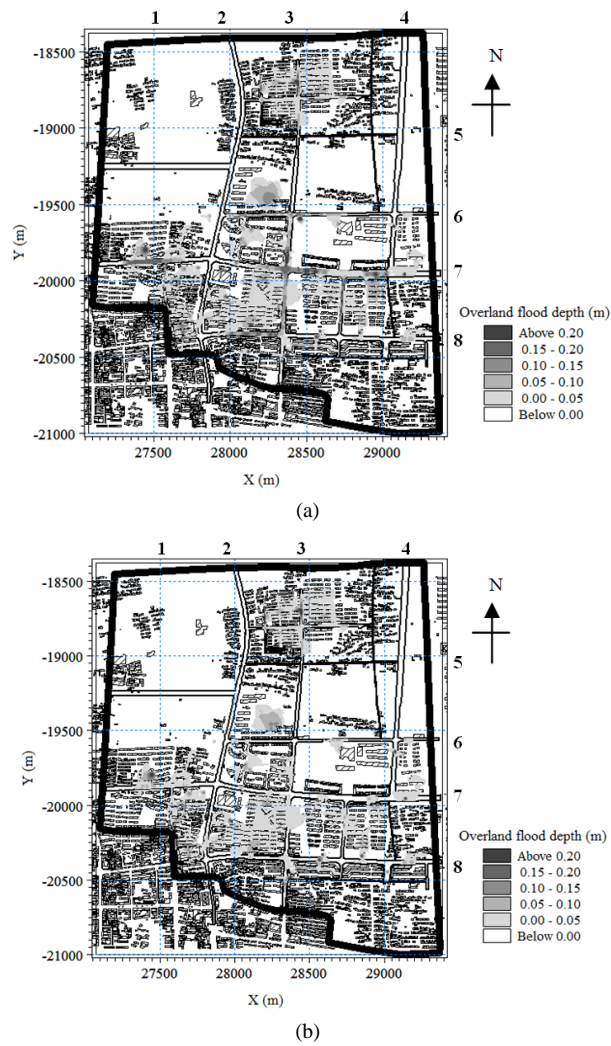 1 2 3 4
-18500
N
-19000
5
-19500
6
Y (m)
-20000
7
Overland flood depth (m)
Above 0.20
8
0.15 - 0.20
-20500
0.10 - 0.15
0.05 - 0.10
0.00 - 0.05
Below 0.00
-21000
27500 28000 28500 29000
X (m)
(a)
1 2 3 4
-18500
N
-19000
5
-19500
6
Y (m)
-20000
7
Overland flood depth (m)
Above 0.20
8
0.15 - 0.20
-20500
0.10 - 0.15
0.05 - 0.10
0.00 - 0.05
Below 0.00
-21000
27500 28000 28500 29000
X (m)
(b)